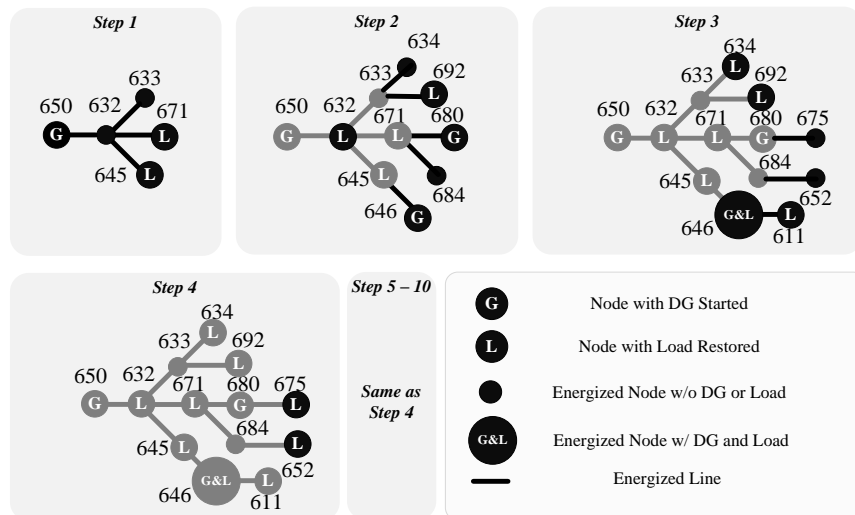 Step 1
633
650
632
671
G
L
645
L
Step 2
634
633
692
L
650
632
671
680
G
L
L
G
645
L
684
646
G
Step 3
634
L
633
692
L
650
632
671
680
675
G
L
L
G
645
L
684
652
646
G&L
L
611
Step 4
634
L
633
692
L
650
632
671
680
675
G
L
L
G
L
645
L
684
L
652
646
G&L
L
611
Step 5 – 10
Same as
Step 4
G
Node with DG Started
L
Node with Load Restored
Energized Node w/o DG or Load
G&L
Energized Node w/ DG and Load
Energized Line